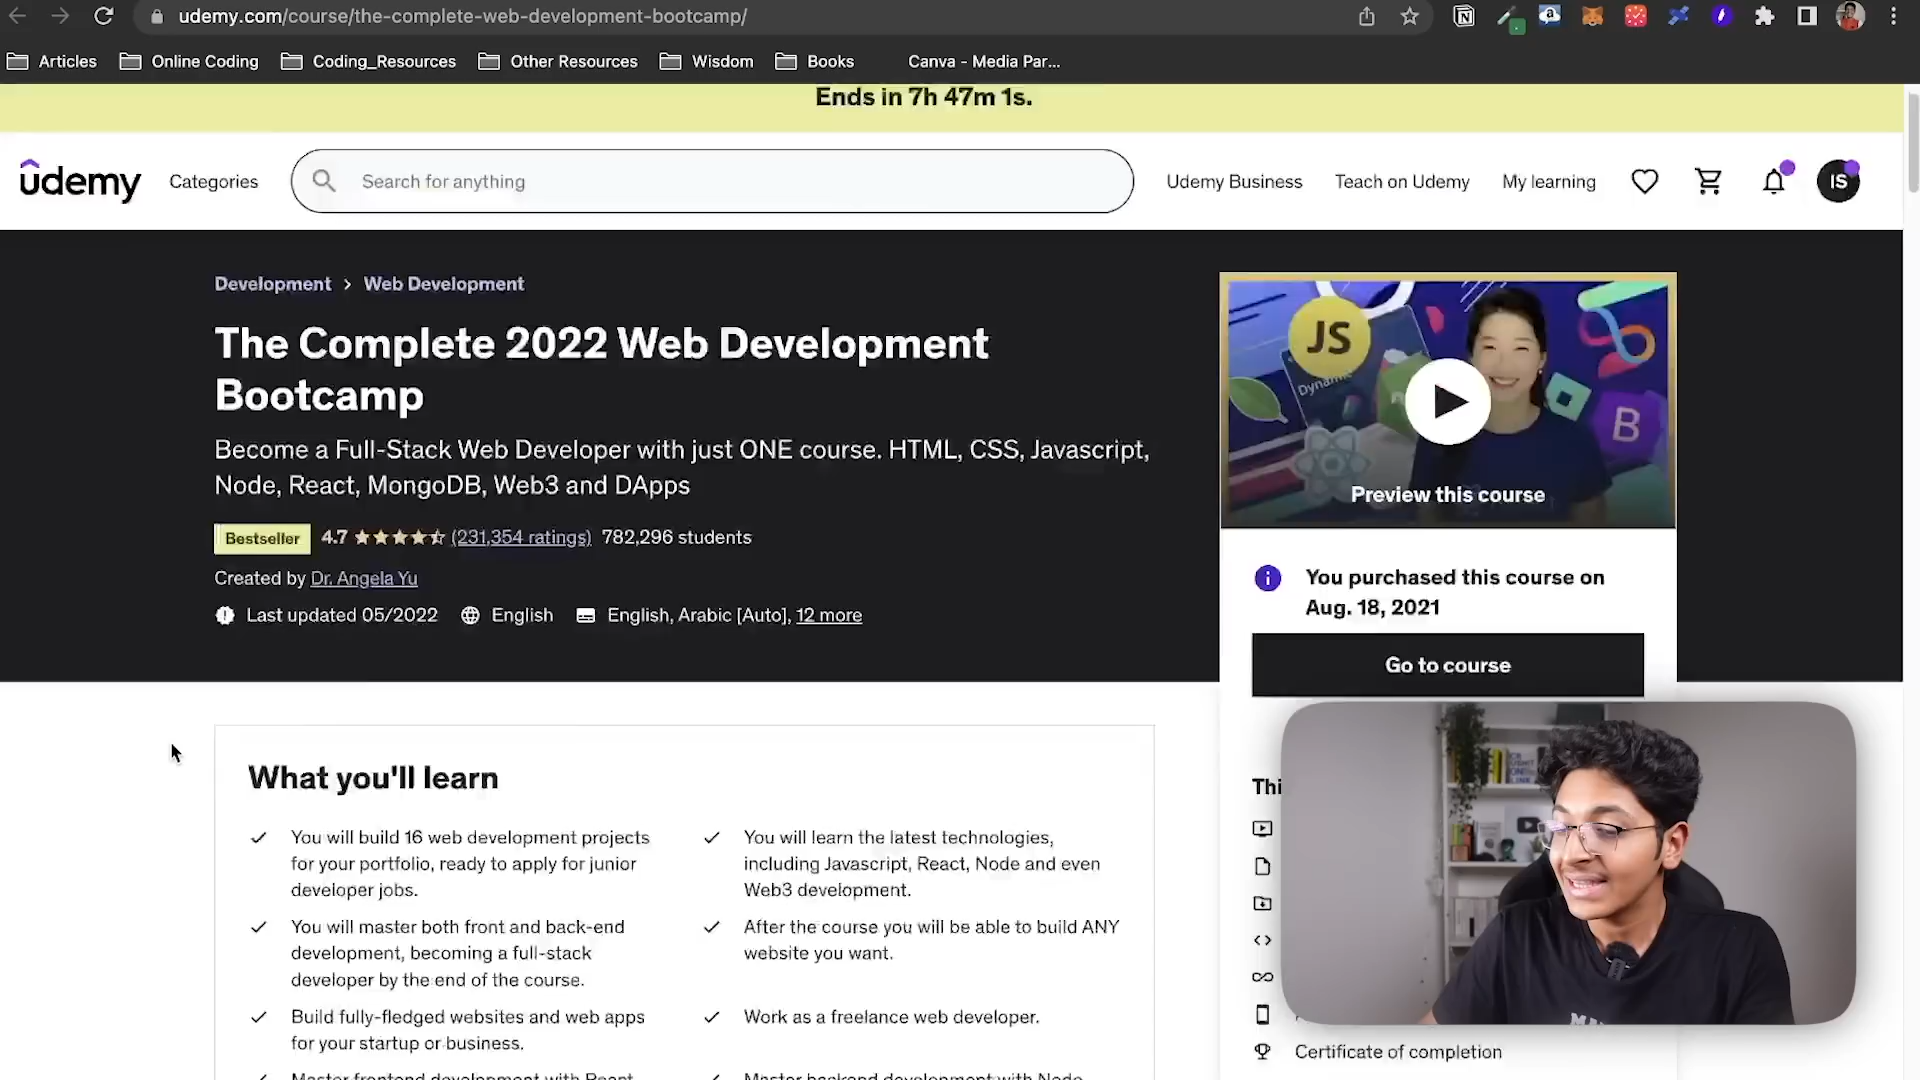 udemy.com/course/the-complete-web-development-bootcamp/
Articles
Online Coding
Coding_Resources
Other Resources
Wisdom
Books
Canva - Media Par...
Ends in 7h 47m 1s.
udemy
Categories
Search for anything
Udemy Business
Teach on Udemy
My learning
IS
Development > Web Development
The Complete 2022 Web Development
Bootcamp
Become a Full-Stack Web Developer with just ONE course. HTML, CSS, Javascript,
Node, React, MongoDB, Web3 and DApps
Bestseller 4.7 (231,354 ratings) 782,296 students
Created by Dr. Angela Yu
Last updated 05/2022 English English, Arabic [Auto], 12 more
JS
B
Preview this course
You purchased this course on
Aug. 18, 2021
Go to course
What you'll learn
You will build 16 web development projects
for your portfolio, ready to apply for junior
developer jobs.
You will learn the latest technologies,
including Javascript, React, Node and even
Web3 development.
You will master both front and back-end
development, becoming a full-stack
developer by the end of the course.
After the course you will be able to build ANY
website you want.
Build fully-fledged websites and web apps
for your startup or business.
Work as a freelance web developer.
Master frontend development with React
Master backend development with Node
Thi
Certificate of completion